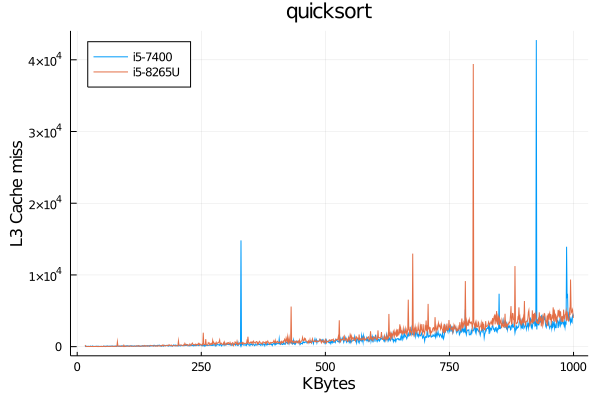 quicksort
i5-7400
i5-8265U
L3 Cache miss
4×10⁴
3×10⁴
2×10⁴
1×10⁴
0
0 250 500 750 1000
KBytes